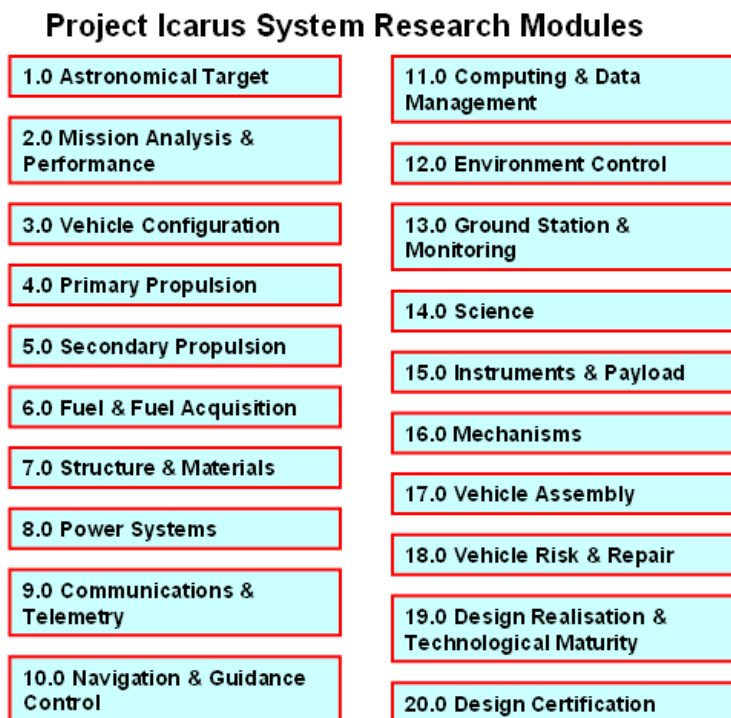 Project Icarus System Research Modules
1.0 Astronomical Target
2.0 Mission Analysis &
Performance
3.0 Vehicle Configuration
4.0 Primary Propulsion
5.0 Secondary Propulsion
6.0 Fuel & Fuel Acquisition
7.0 Structure & Materials
8.0 Power Systems
9.0 Communications &
Telemetry
10.0 Navigation & Guidance
Control
11.0 Computing & Data
Management
12.0 Environment Control
13.0 Ground Station &
Monitoring
14.0 Science
15.0 Instruments & Payload
16.0 Mechanisms
17.0 Vehicle Assembly
18.0 Vehicle Risk & Repair
19.0 Design Realisation &
Technological Maturity
20.0 Design Certification